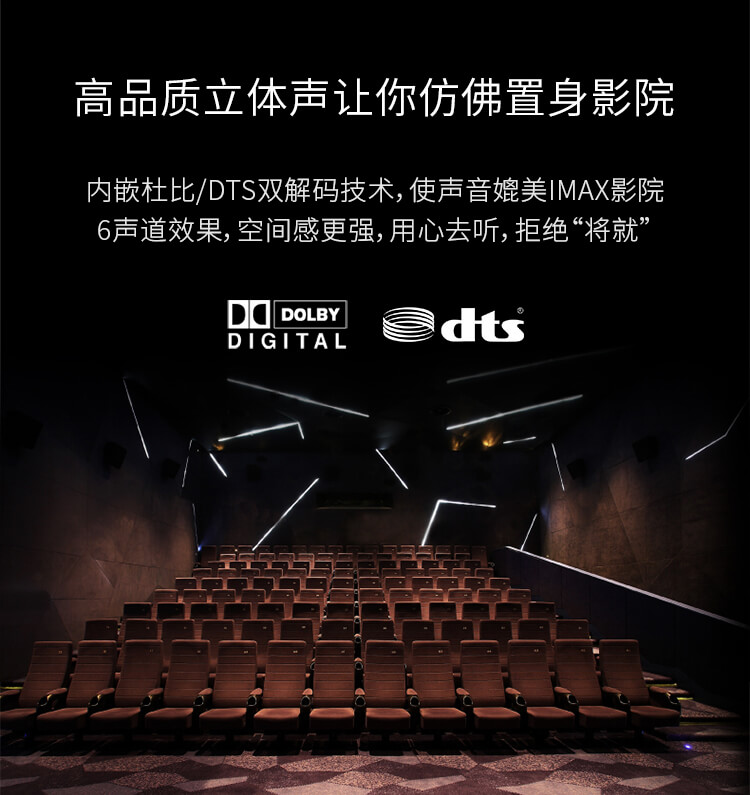 高品质立体声让你仿佛置身影院
内嵌杜比/DTS双解码技术，使声音媲美IMAX影院
6声道效果，空间感更强，用心去听，拒绝“将就”
DOLBY
DIGITAL
dts®